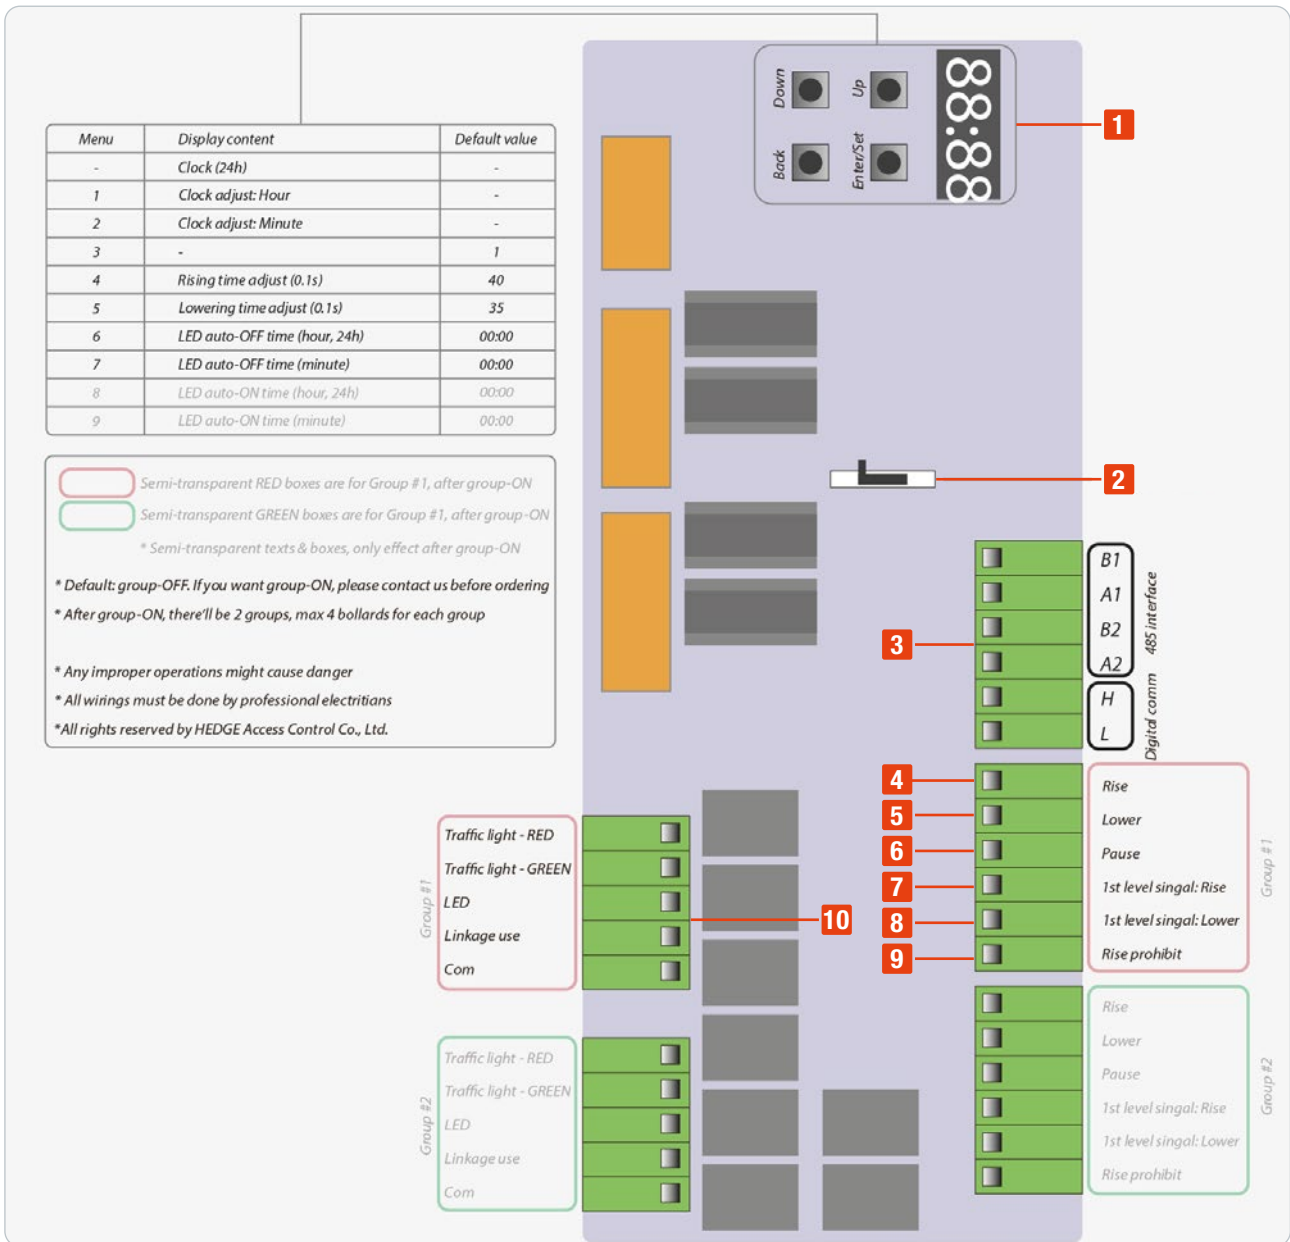 Down
Up
Back
Enter/Set
88:88
1
Menu Display content Default value
- Clock (24h) -
1 Clock adjust: Hour -
2 Clock adjust: Minute -
3 - 1
4 Rising time adjust (0.1s) 40
5 Lowering time adjust (0.1s) 35
6 LED auto-OFF time (hour, 24h) 00:00
7 LED auto-OFF time (minute) 00:00
8 LED auto-ON time (hour, 24h) 00:00
9 LED auto-ON time (minute) 00:00
Semi-transparent RED boxes are for Group #1, after group-ON
Semi-transparent GREEN boxes are for Group #1, after group-ON
* Semi-transparent texts & boxes, only effect after group-ON
* Default: group-OFF. If you want group-ON, please contact us before ordering
* After group-ON, there'll be 2 groups, max 4 bollards for each group
* Any improper operations might cause danger
* All wirings must be done by professional electritians
*All rights reserved by HEDGE Access Control Co., Ltd.
2
3
B1
A1
B2
A2
485 interface
H
L
Digital comm
4
5
6
7
8
9
Rise
Lower
Pause
1st level singal: Rise
1st level singal: Lower
Rise prohibit
Group #1
Group #1
Traffic light - RED
Traffic light - GREEN
LED
Linkage use
Com
10
Group #2
Traffic light - RED
Traffic light - GREEN
LED
Linkage use
Com
Rise
Lower
Pause
1st level singal: Rise
1st level singal: Lower
Rise prohibit
Group #2